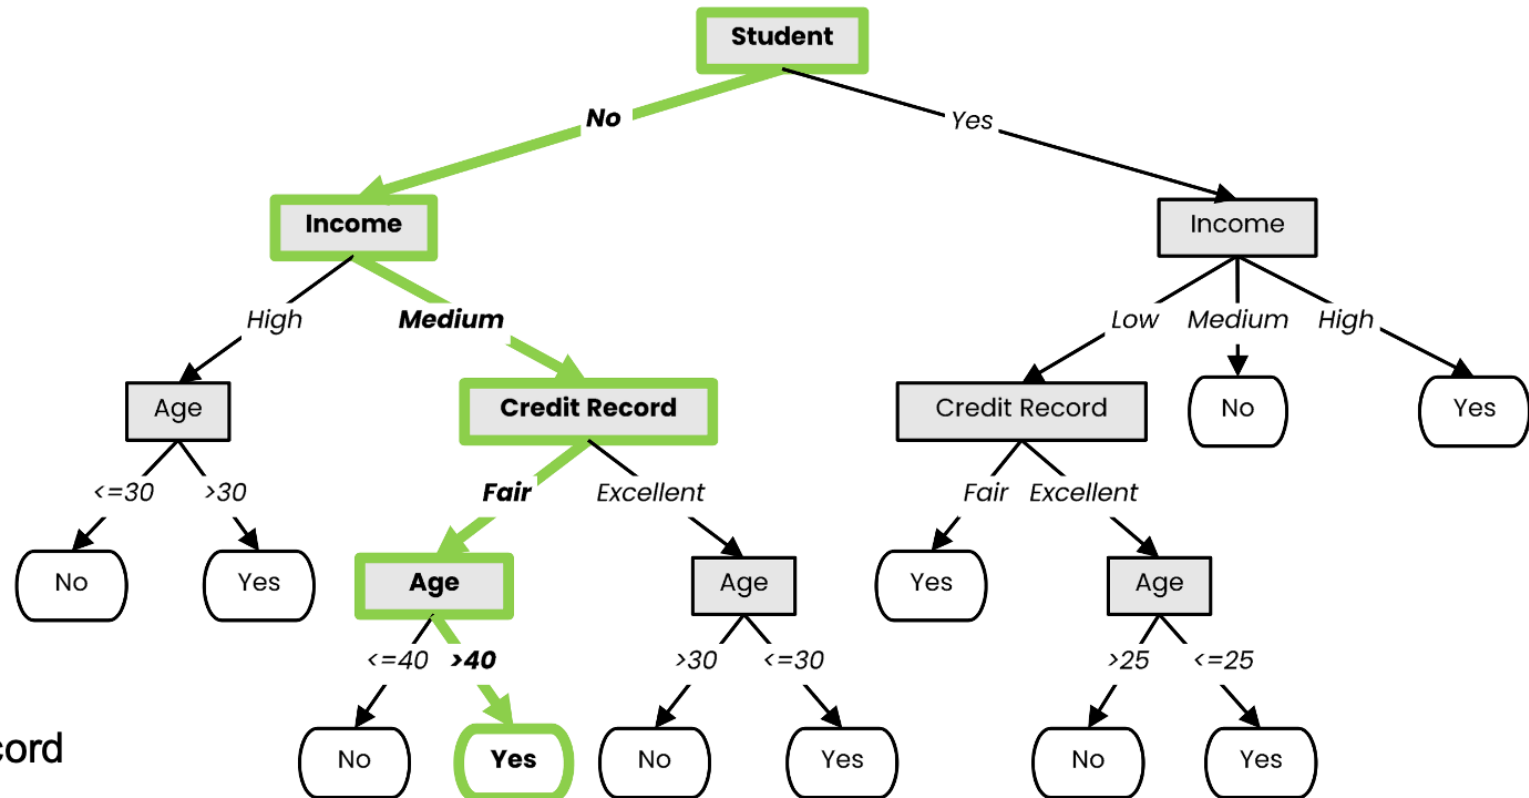 Student
No
Yes
Income
Income
High
Medium
Low
Medium
High
Age
Credit Record
Credit Record
No
Yes
<=30
>30
Fair
Excellent
Fair
Excellent
No
Yes
Age
Age
Yes
Age
<=40
>40
>30
<=30
>25
<=25
cord
No
Yes
No
Yes
No
Yes